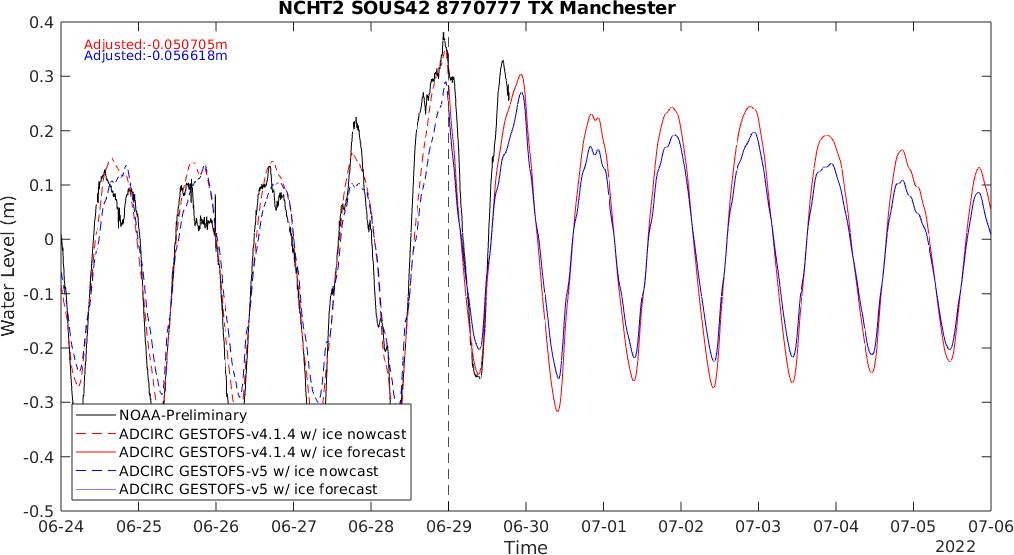 NCHT2 SOUS42 8770777 TX Manchester
Adjusted:-0.050705m
Adjusted:-0.056618m
0.4
0.3
0.2
0.1
0
-0.1
-0.2
-0.3
-0.4
-0.5
Water Level (m)
NOAA-Preliminary
ADCIRC GESTOFS-v4.1.4 w/ ice nowcast
ADCIRC GESTOFS-v4.1.4 w/ ice forecast
ADCIRC GESTOFS-v5 w/ ice nowcast
ADCIRC GESTOFS-v5 w/ ice forecast
06-24 06-25 06-26 06-27 06-28 06-29 06-30 07-01 07-02 07-03 07-04 07-05 07-06
Time
2022